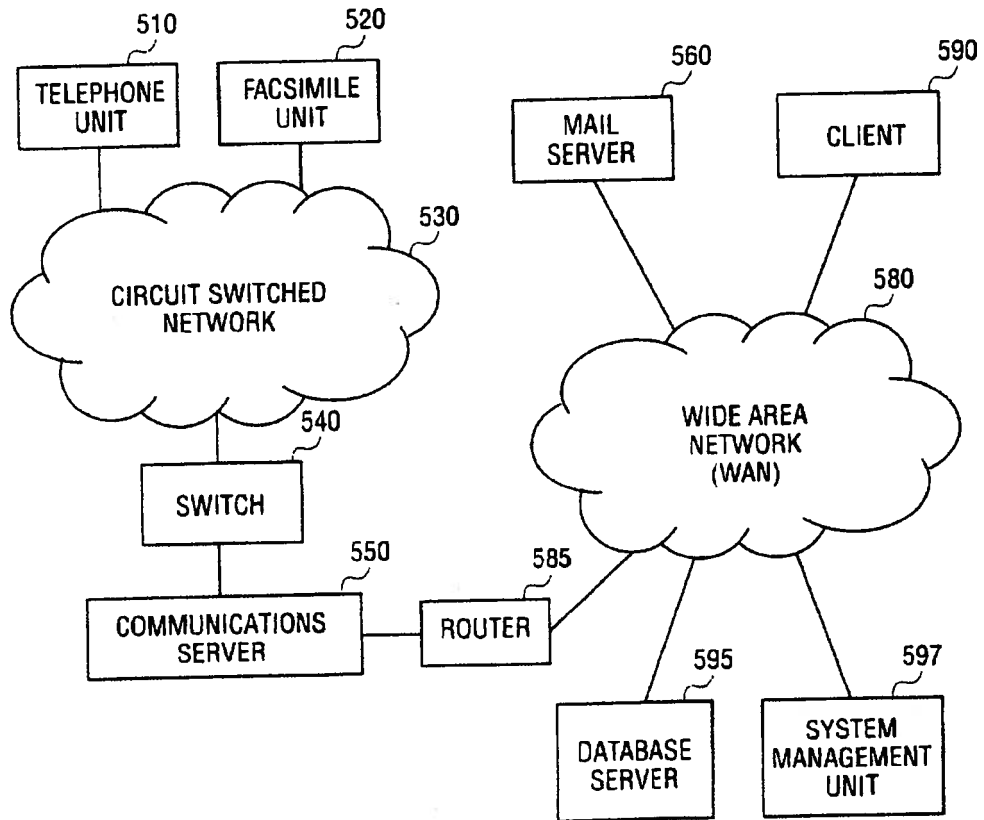 510
TELEPHONE
UNIT
520
FACSIMILE
UNIT
530
CIRCUIT SWITCHED
NETWORK
540
SWITCH
550
COMMUNICATIONS
SERVER
585
ROUTER
560
MAIL
SERVER
590
CLIENT
580
WIDE AREA
NETWORK
(WAN)
595
DATABASE
SERVER
597
SYSTEM
MANAGEMENT
UNIT